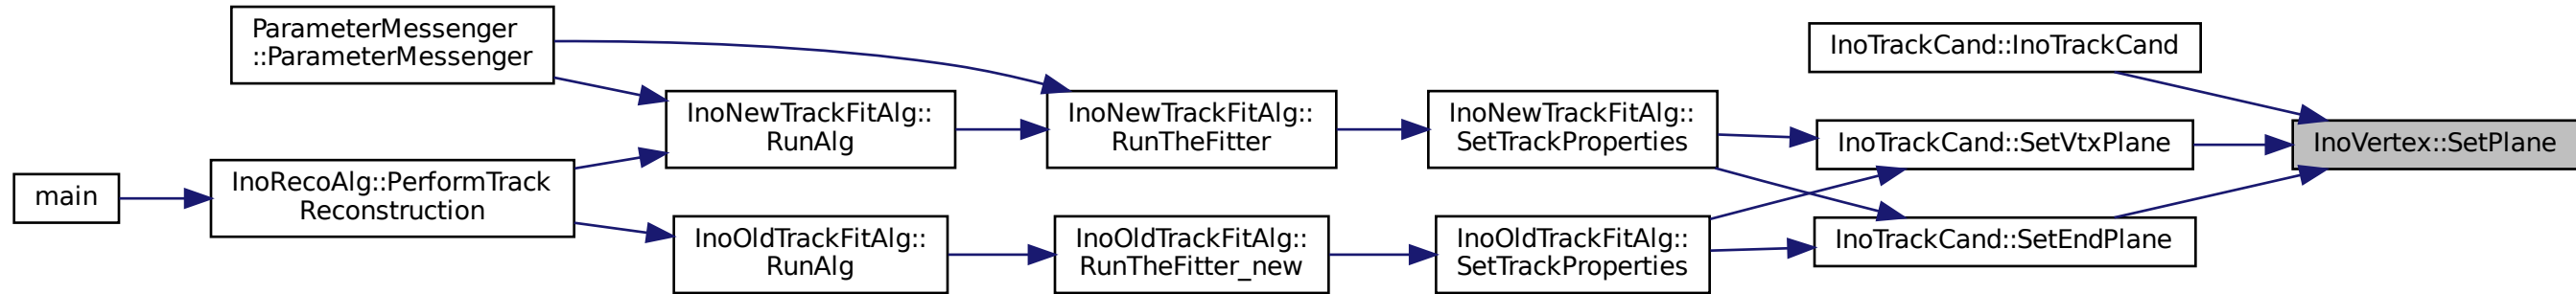 ParameterMessenger
::ParameterMessenger
InoTrackCand::InoTrackCand
InoNewTrackFitAlg::
RunAlg
InoNewTrackFitAlg::
RunTheFitter
InoNewTrackFitAlg::
SetTrackProperties
InoTrackCand::SetVtxPlane
InoVertex::SetPlane
main
InoRecoAlg::PerformTrack
Reconstruction
InoOldTrackFitAlg::
RunAlg
InoOldTrackFitAlg::
RunTheFitter_new
InoOldTrackFitAlg::
SetTrackProperties
InoTrackCand::SetEndPlane